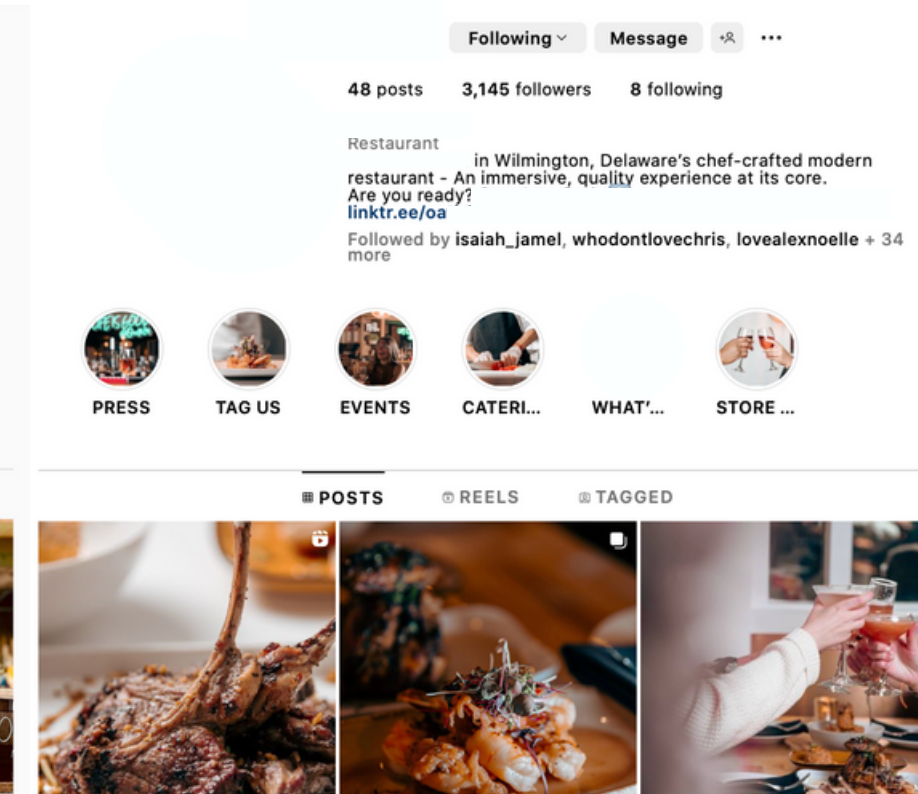 Following Message
48 posts 3,145 followers 8 following
Restaurant
in Wilmington, Delaware's chef-crafted modern
restaurant - An immersive, quality experience at its core.
Are you ready?
linktr.ee/oa
Followed by isaiah_jamel, whodontlovechris, lovealexnoelle + 34
more
PRESS TAG US EVENTS CATERI... WHAT'... STORE ...
POSTS REELS TAGGED